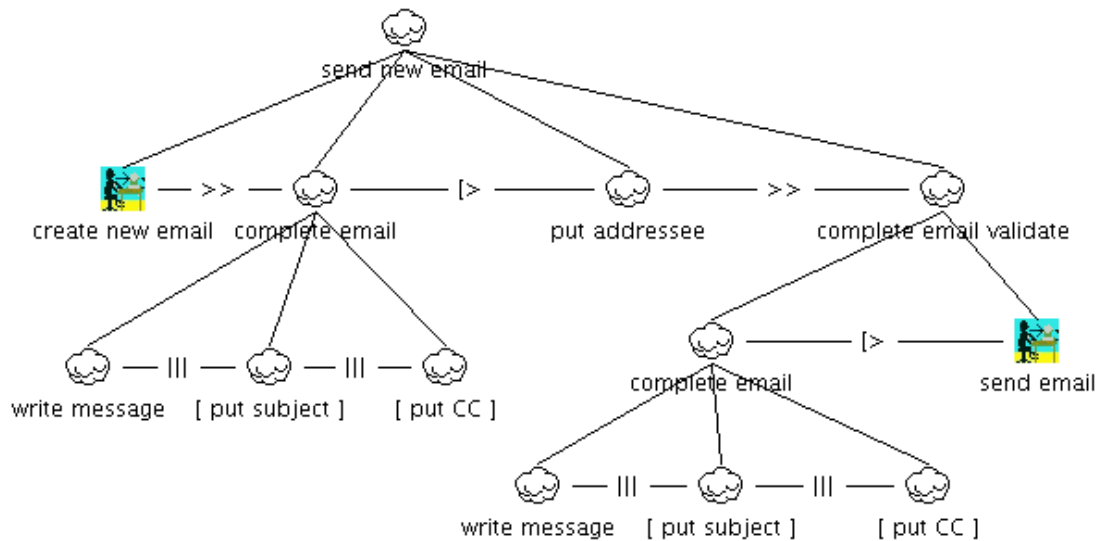 send new email
>> [> >>
create new email complete email put addressee complete email validate
||| ||| [>
write message [ put subject ] [ put CC ] complete email send email
||| |||
write message [ put subject ] [ put CC ]